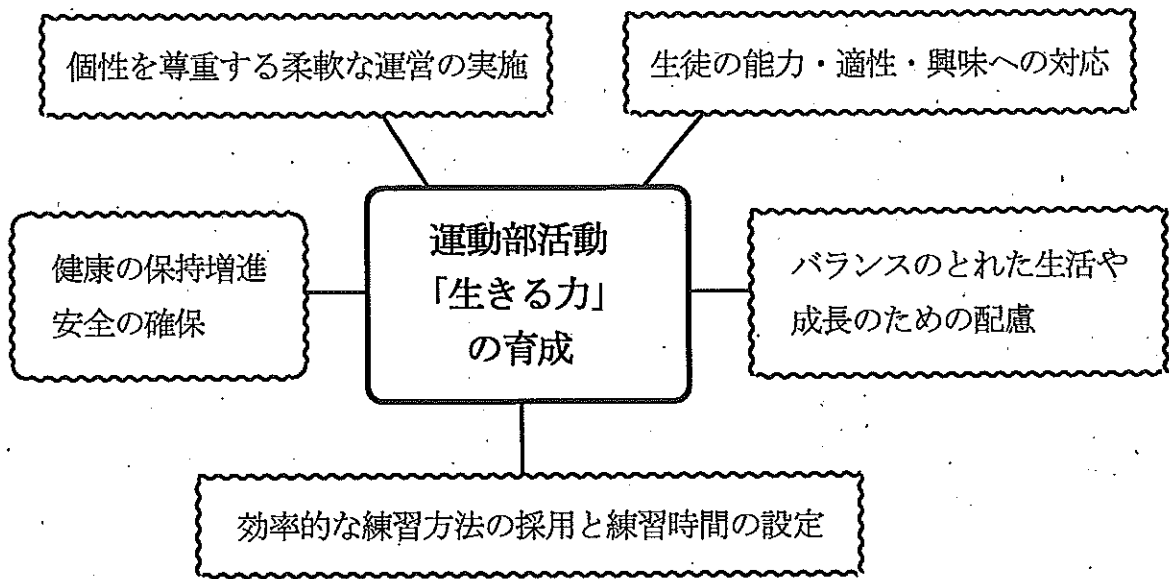 個性を尊重する柔軟な運営の実施
生徒の能力・適性・興味への対応
健康の保持増進
安全の確保
運動部活動
「生きる力」
の育成
バランスのとれた生活や
成長のための配慮
効率的な練習方法の採用と練習時間の設定